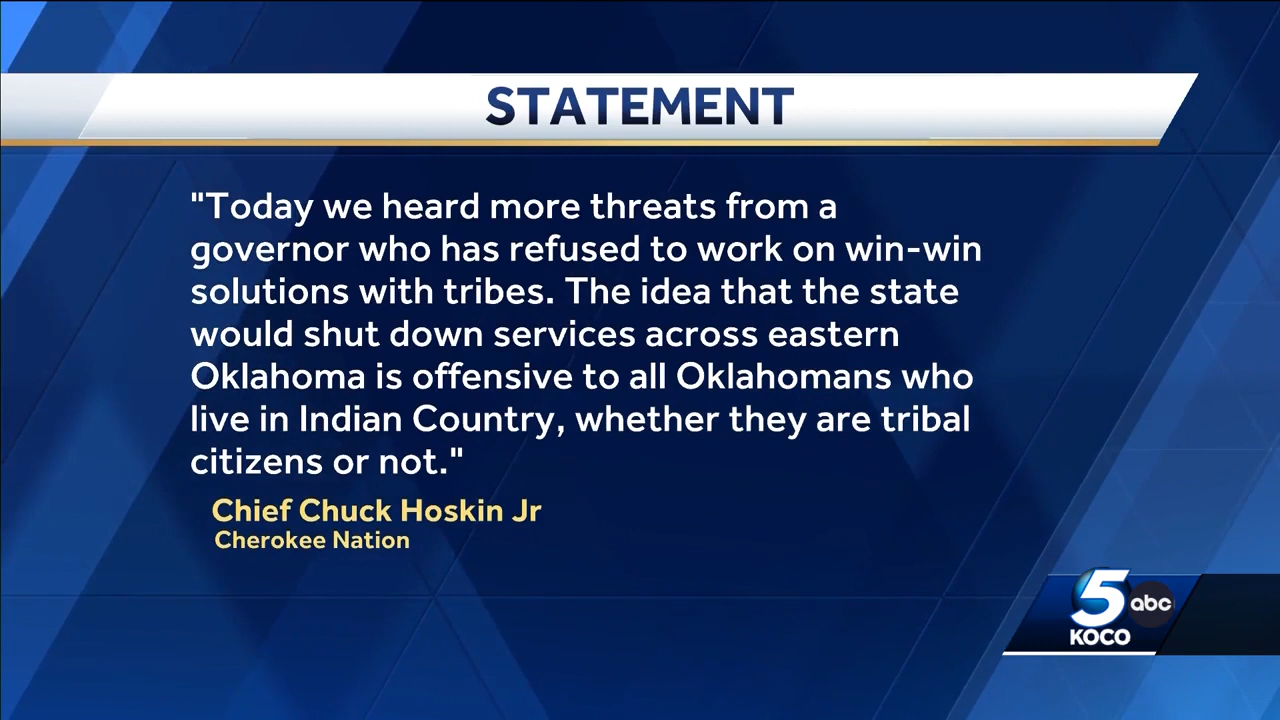 STATEMENT
"Today we heard more threats from a
governor who has refused to work on win-win
solutions with tribes. The idea that the state
would shut down services across eastern
Oklahoma is offensive to all Oklahomans who
live in Indian Country, whether they are tribal
citizens or not."
Chief Chuck Hoskin Jr
Cherokee Nation
5 abc
KOCO